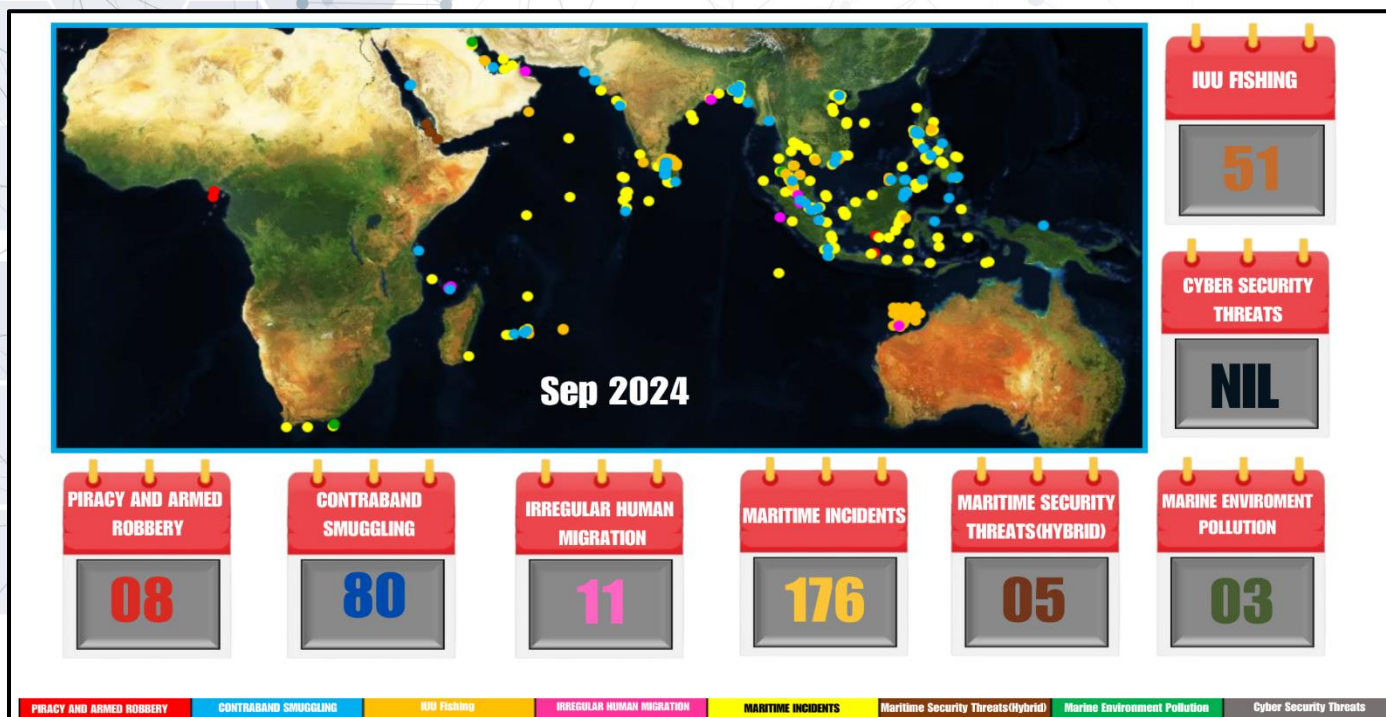 IUU FISHING
51
CYBER SECURITY
THREATS
NIL
Sep 2024
PIRACY AND ARMED
ROBBERY
08
CONTRABAND
SMUGGLING
80
IRREGULAR HUMAN
MIGRATION
11
MARITIME INCIDENTS
176
MARITIME SECURITY
THREATS(HYBRID)
05
MARINE ENVIROMENT
POLLUTION
03
PIRACY AND ARMED ROBBERY
CONTRABAND SMUGGLING
IUU Fishing
IRREGULAR HUMAN MIGRATION
MARITIME INCIDENTS
Maritime Security Threats(Hybrid)
Marine Environment Pollution
Cyber Security Threats